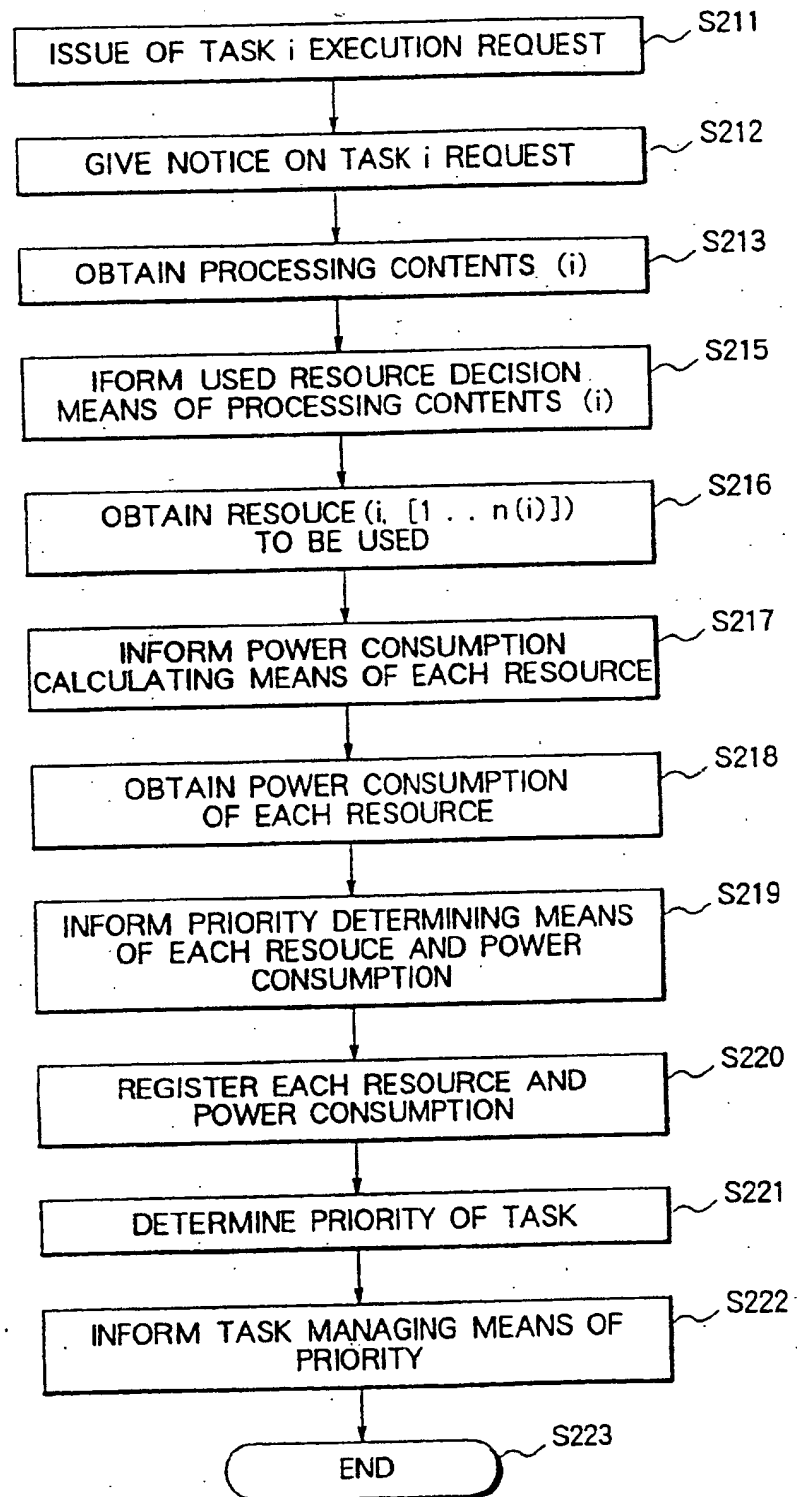 ISSUE OF TASK i EXECUTION REQUEST
S211
GIVE NOTICE ON TASK i REQUEST
S212
OBTAIN PROCESSING CONTENTS (i)
S213
IFORM USED RESOURCE DECISION
MEANS OF PROCESSING CONTENTS (i)
S215
OBTAIN RESOUCE (i, [1 . . n(i)])
TO BE USED
S216
INFORM POWER CONSUMPTION
CALCULATING MEANS OF EACH RESOURCE
S217
OBTAIN POWER CONSUMPTION
OF EACH RESOURCE
S218
INFORM PRIORITY DETERMINING MEANS
OF EACH RESOUCE AND POWER
CONSUMPTION
S219
REGISTER EACH RESOURCE AND
POWER CONSUMPTION
S220
DETERMINE PRIORITY OF TASK
S221
INFORM TASK MANAGING MEANS OF
PRIORITY
S222
END
S223